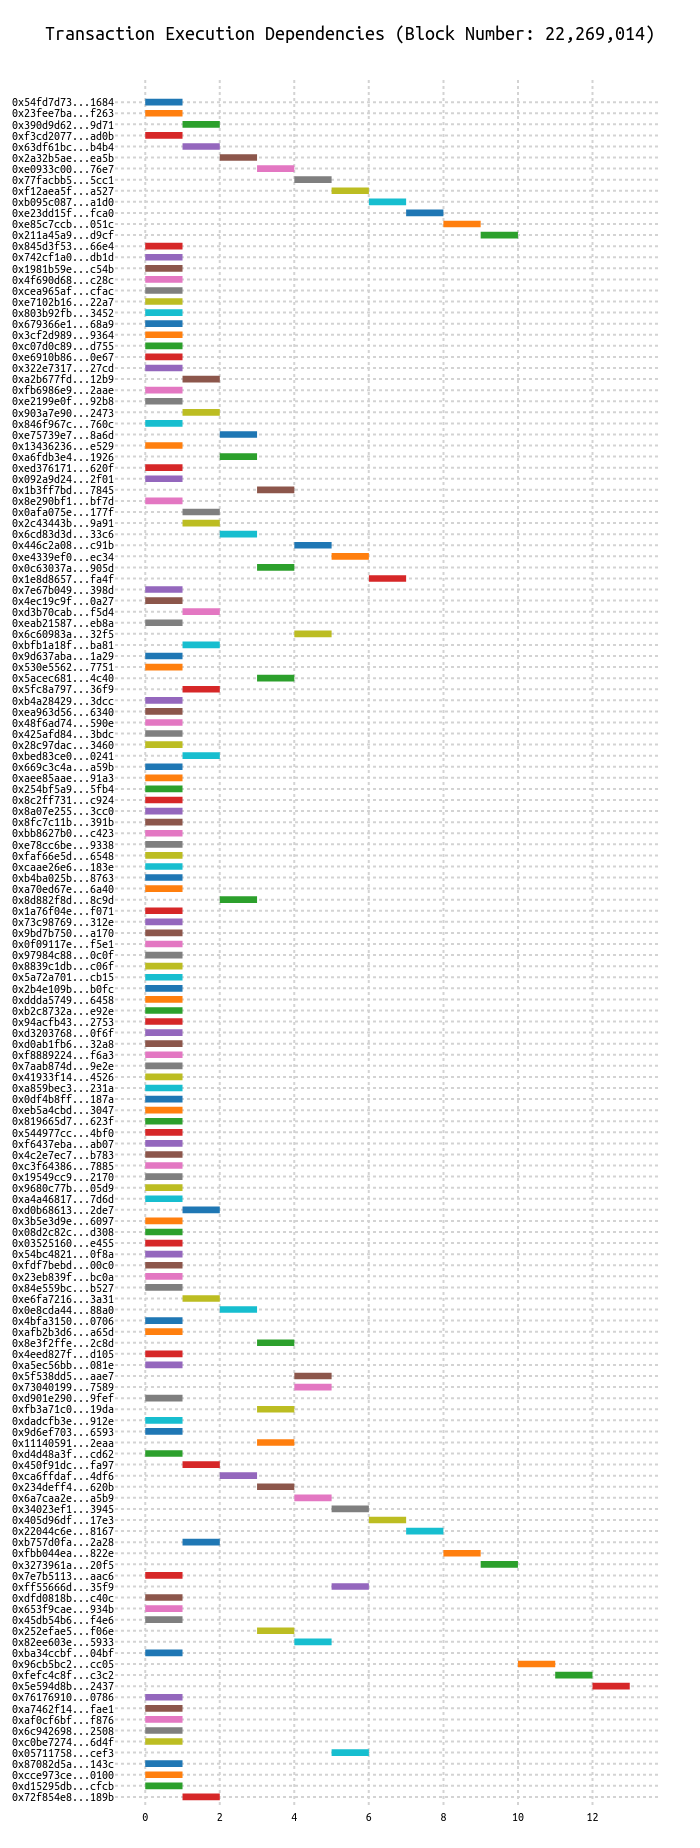 Transaction Execution Dependencies (Block Number: 22,269,014)
0x54fd7d73...1684
0x23fee7ba...f263
0x390d9d62...9d71
0xf3cd2077...ad0b
0x63df61bc...b4b4
0x2a32b5ae...ea5b
0xe0933c00...76e7
0x77facbb5...5cc1
0xf12aea5f...a527
0xb095c087...a1d0
0xe23dd15f...fca0
0xe85c7ccb...051c
0x211a45a9...d9cf
0x845d3f53...66e4
0x742cf1a0...db1d
0x1981b59e...c54b
0x4f690d68...c28c
0xcea965af...cfac
0xe7102b16...22a7
0x803b92fb...3452
0x679366e1...68a9
0x3cf2d989...9364
0xc07d0c89...d755
0xe6910b86...0e67
0x322e7317...27cd
0xa2b677fd...12b9
0xfb6986e9...2aae
0xe2199e0f...92b8
0x903a7e90...2473
0x846f967c...760c
0xe75739e7...8a6d
0x13436236...e529
0xa6fdb3e4...1926
0xed376171...620f
0x092a9d24...2f01
0x1b3ff7bd...7845
0x8e290bf1...bf7d
0x0afa075e...177f
0x2c43443b...9a91
0x6cd83d3d...33c6
0x446c2a08...c91b
0xe4339ef0...ec34
0x0c63037a...905d
0x1e8d8657...fa4f
0x7e67b049...398d
0x4ec19c9f...0a27
0xd3b70cab...f5d4
0xeab21587...eb8a
0x6c60983a...32f5
0xbfb1a18f...ba81
0x9d637aba...1a29
0x530e5562...7751
0x5acec681...4c40
0x5fc8a797...36f9
0xb4a28429...3dcc
0xea963d56...6340
0x48f6ad74...590e
0x425afd84...3bdc
0x28c97dac...3460
0xbed83ce0...0241
0x669c3c4a...a59b
0xaee85aae...91a3
0x254bf5a9...5fb4
0x8c2ff731...c924
0x8a07e255...3cc0
0x8fc7c11b...391b
0xbb8627b0...c423
0xe78cc6be...9338
0xfaf66e5d...6548
0xcaae26e6...183e
0xb4ba025b...8763
0xa70ed67e...6a40
0x8d882f8d...8c9d
0x1a76f04e...f071
0x73c98769...312e
0x9bd7b750...a170
0x0f09117e...f5e1
0x97984c88...0c0f
0x8839c1db...c06f
0x5a72a701...cb15
0x2b4e109b...b0fc
0xddda5749...6458
0xb2c8732a...e92e
0x94acfb43...2753
0xd3203768...0f6f
0xd0ab1fb6...32a8
0xf8889224...f6a3
0x7aab874d...9e2e
0x41933f14...4526
0xa859bec3...231a
0x0df4b8ff...187a
0xeb5a4cbd...3047
0x819665d7...623f
0x544977cc...4bf0
0xf6437eba...ab07
0x4c2e7ec7...b783
0xc3f64386...7885
0x19549cc9...2170
0x9680c77b...05d9
0xa4a46817...7d6d
0xd0b68613...2de7
0x3b5e3d9e...6097
0x08d2c82c...d308
0x03525160...e455
0x54bc4821...0f8a
0xfdf7bebd...00c0
0x23eb839f...bc0a
0x84e559bc...b527
0xe6fa7216...3a31
0x0e8cda44...88a0
0x4bfa3150...0706
0xafb2b3d6...a65d
0x8e3f2ffe...2c8d
0x4eed827f...d105
0xa5ec56bb...081e
0x5f538dd5...aae7
0x73040199...7589
0xd901e290...9fef
0xfb3a71c0...19da
0xdadcfb3e...912e
0x9d6ef703...6593
0x11140591...2eaa
0xd4d48a3f...cd62
0x450f91dc...fa97
0xca6ffdaf...4df6
0x234deff4...620b
0x6a7caa2e...a5b9
0x34023ef1...3945
0x405d96df...17e3
0x22044c6e...8167
0xb757d0fa...2a28
0xfbb044ea...822e
0x3273961a...20f5
0x7e7b5113...aac6
0xff55666d...35f9
0xdfd0818b...c40c
0x653f9cae...934b
0x45db54b6...f4e6
0x252efae5...f06e
0x82ee603e...5933
0xba34ccbf...04bf
0x96cb5bc2...cc05
0xfefc4c8f...c3c2
0x5e594d8b...2437
0x76176910...0786
0xa7462f14...fae1
0xaf0cf6bf...f876
0x6c942698...2508
0xc0be7274...6d4f
0x05711758...cef3
0x87082d5a...143c
0xcce973ce...0100
0xd15295db...cfcb
0x72f854e8...189b
0 2 4 6 8 10 12